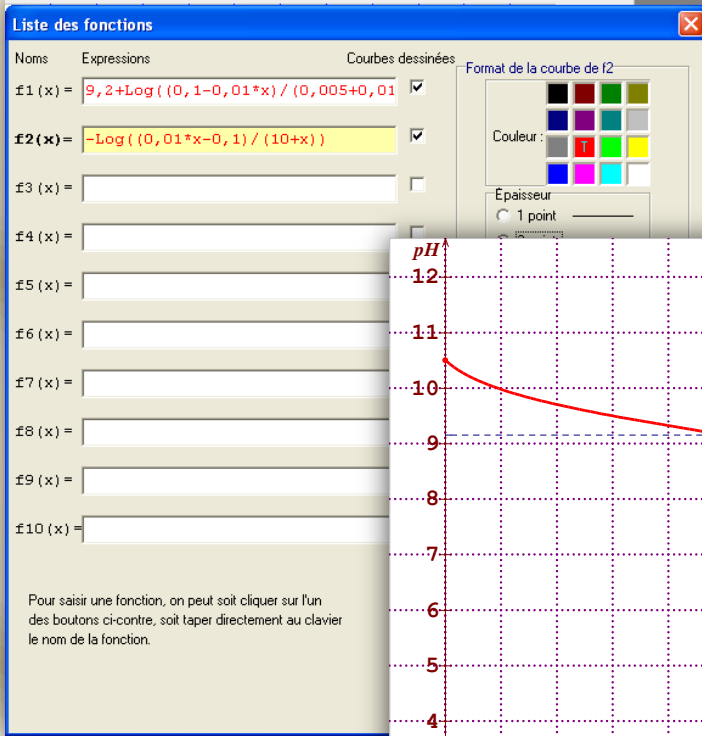 Liste des fonctions
Noms Expressions Courbes dessinées
f1(x)= 9,2+Log((0,1-0,01*x)/(0,005+0,01
f2(x)= -Log((0,01*x-0,1)/(10+x))
f3(x)=
f4(x)=
f5(x)=
f6(x)=
f7(x)=
f8(x)=
f9(x)=
f10(x)=
Format de la courbe de f2
Couleur :
T
Épaisseur
1 point
pH
12
11
10
9
8
7
6
5
4
Pour saisir une fonction, on peut soit cliquer sur l'un
des boutons ci-contre, soit taper directement au clavier
le nom de la fonction.